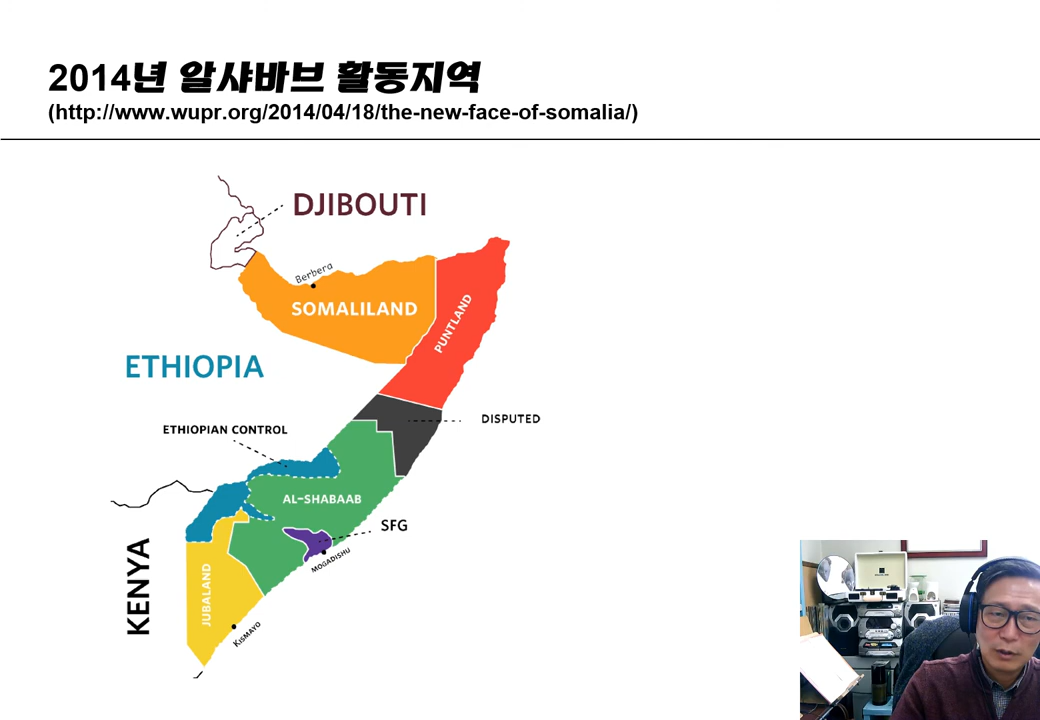 2014년 알샤바브 활동지역
(http://www.wupr.org/2014/04/18/the-new-face-of-somalia/)
DJIBOUTI
Berbera
SOMALILAND
PUNTLAND
ETHIOPIA
DISPUTED
ETHIOPIAN CONTROL
AL-SHABAAB
SFG
MOGADISHU
KENYA
JUBALAND
KISMAYO